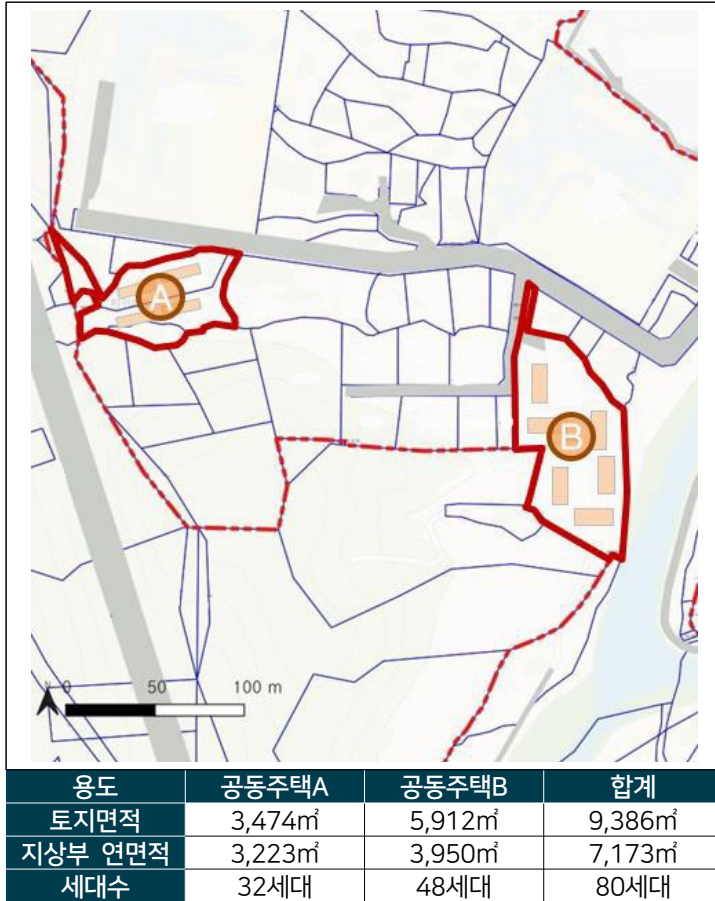 A
B
N 0 50 100 m
용도 공동주택A 공동주택B 합계
토지면적 3,474㎡ 5,912㎡ 9,386㎡
지상부 연면적 3,223㎡ 3,950㎡ 7,173㎡
세대수 32세대 48세대 80세대